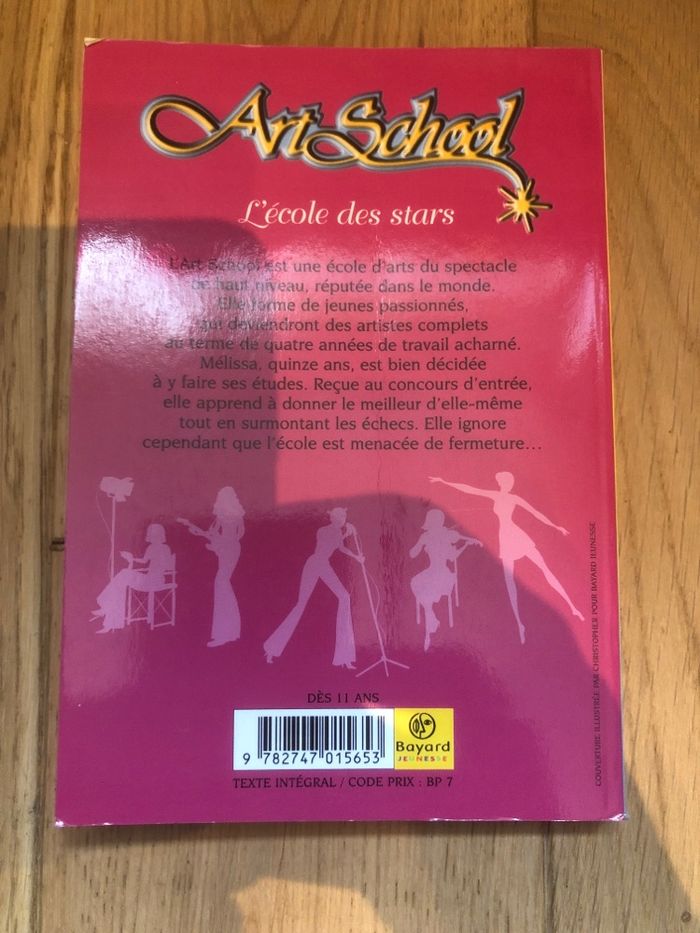 Art School
L'école des stars
L'Art School est une école d'arts du spectacle
de haut niveau, réputée dans le monde.
Elle forme de jeunes passionnés,
qui deviendront des artistes complets
au terme de quatre années de travail acharné.
Mélissa, quinze ans, est bien décidée
à y faire ses études. Reçue au concours d'entrée,
elle apprend à donner le meilleur d'elle-même
tout en surmontant les échecs. Elle ignore
cependant que l'école est menacée de fermeture...
COUVERTURE ILLUSTRÉE PAR CHRISTOPHER POUR BAYARD JEUNESSE
DÈS 11 ANS
9 782747 015653
Bayard
JEUNESSE
TEXTE INTÉGRAL / CODE PRIX : BP 7